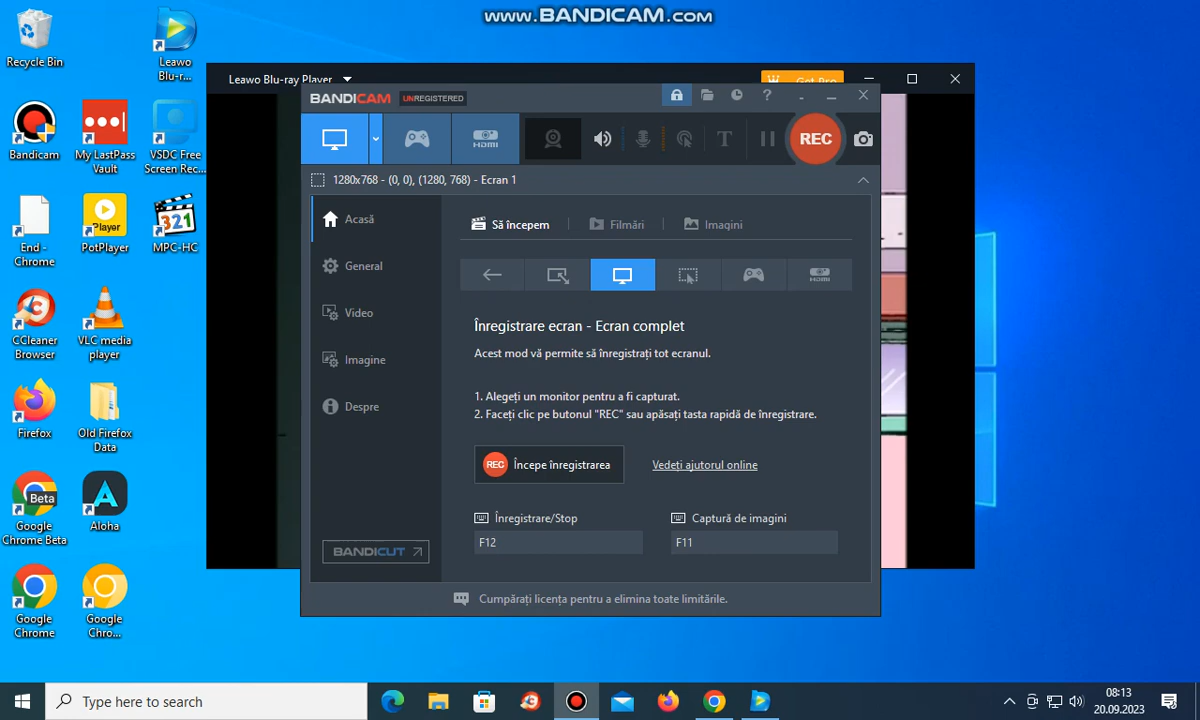 www.BANDICAM.com
Recycle Bin
Leawo
Blu-r...
Bandicam
My LastPass
Vault
VSDC Free
Screen Rec...
End -
Chrome
Player
PotPlayer
321
MPC-HC
CCleaner
Browser
VLC media
player
Firefox
Old Firefox
Data
Beta
Google
Chrome Beta
Aloha
Google
Chrome
Google
Chro...
Leawo Blu-ray Player
Get Pro
BANDICAM UNREGISTERED
HDMI
REC
1280x768 - (0, 0), (1280, 768) - Ecran 1
Acasă
General
Video
Imagine
Despre
BANDICUT
Să începem
Filmări
Imagini
HDMI
Înregistrare ecran - Ecran complet
Acest mod vă permite să înregistrați tot ecranul.
1. Alegeți un monitor pentru a fi capturat.
2. Faceți clic pe butonul "REC" sau apăsați tasta rapidă de înregistrare.
REC Începe înregistrarea
Vedeti ajutorul online
Înregistrare/Stop
F12
Captură de imagini
F11
Cumpărați licența pentru a elimina toate limitările.
Type here to search
08:13
20.09.2023